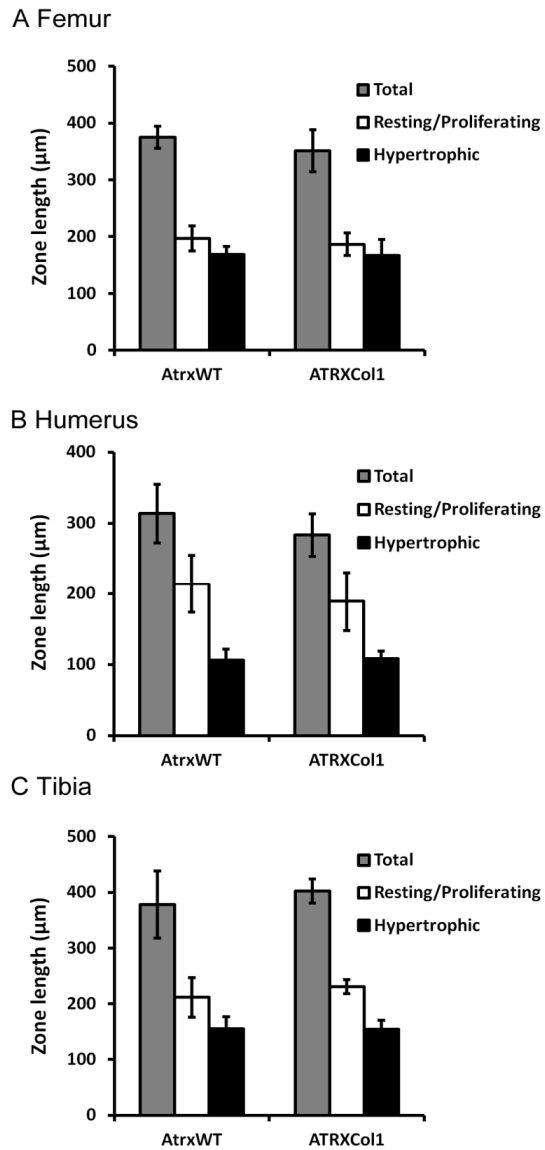 A Femur
500
400
300
200
100
0
Zone length (µm)
Total
Resting/Proliferating
Hypertrophic
AtrxWT
ATRXCol1
B Humerus
400
300
200
100
0
Zone length (µm)
Total
Resting/Proliferating
Hypertrophic
AtrxWT
ATRXCol1
C Tibia
500
400
300
200
100
0
Zone length (µm)
Total
Resting/Proliferating
Hypertrophic
AtrxWT
ATRXCol1